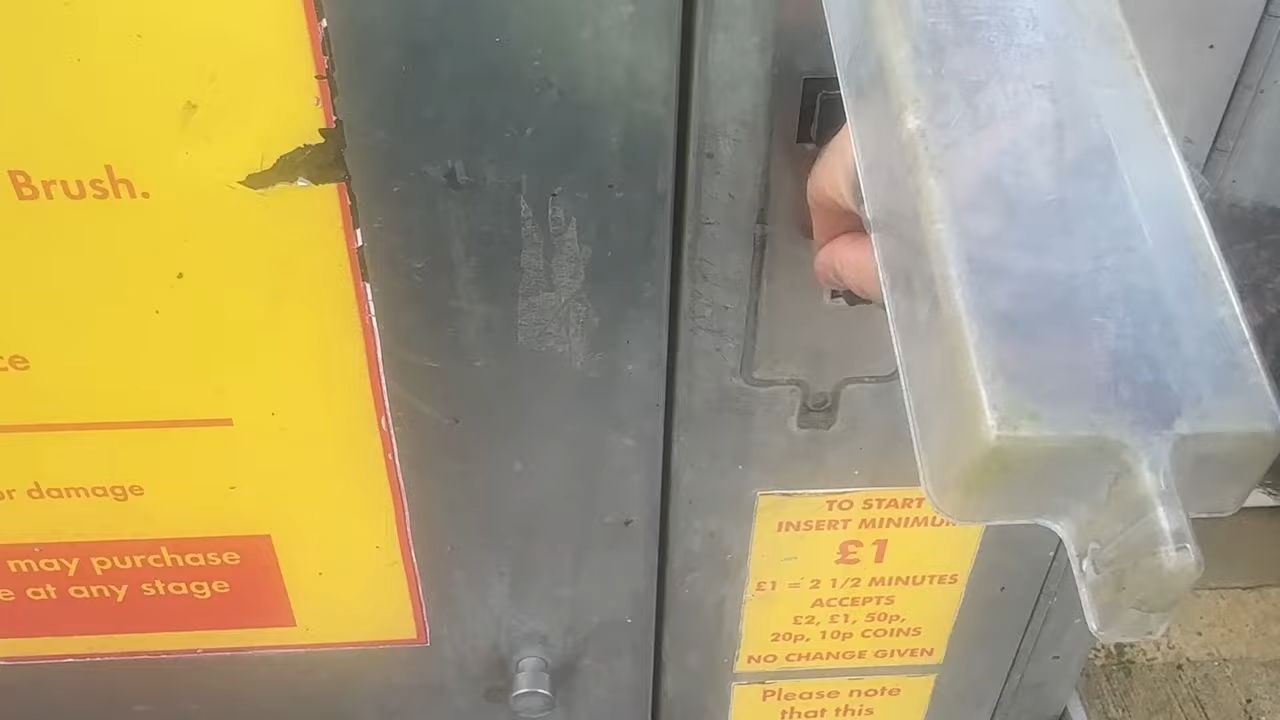 Brush.
ce
or damage
may purchase
e at any stage
TO START
INSERT MINIMUM
£1
£1 = 2 1/2 MINUTES
ACCEPTS
£2, £1, 50p,
20p, 10p COINS
NO CHANGE GIVEN
Please note
that this